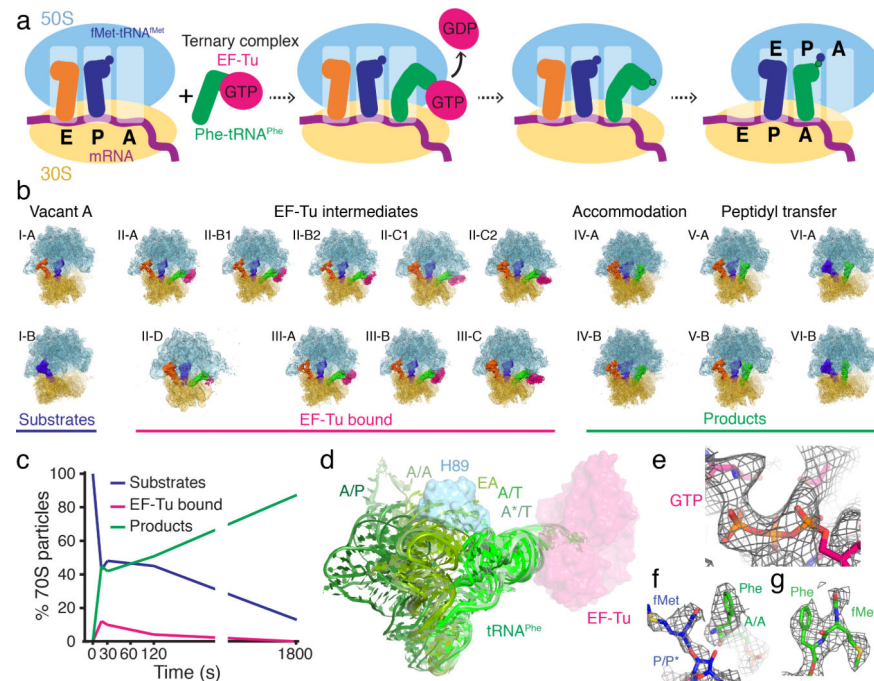 a
50S
fMet-tRNAfMet
Ternary complex
EF-Tu
GTP
+
Phe-tRNAPhe
E P A
mRNA
30S
GDP
GTP
E P A
E P A
b
Vacant A EF-Tu intermediates Accommodation Peptidyl transfer
I-A II-A II-B1 II-B2 II-C1 II-C2 IV-A V-A VI-A
I-B II-D III-A III-B III-C IV-B V-B VI-B
Substrates EF-Tu bound Products
c
% 70S particles
100
80
60
40
20
0
Substrates
EF-Tu bound
Products
0 30 60 120 1800
Time (s)
d
A/A
H89
A/P
EA
A/T
A*/T
tRNAPhe
EF-Tu
e
GTP
f
fMet
Phe
A/A
P/P*
g
Phe
fMet